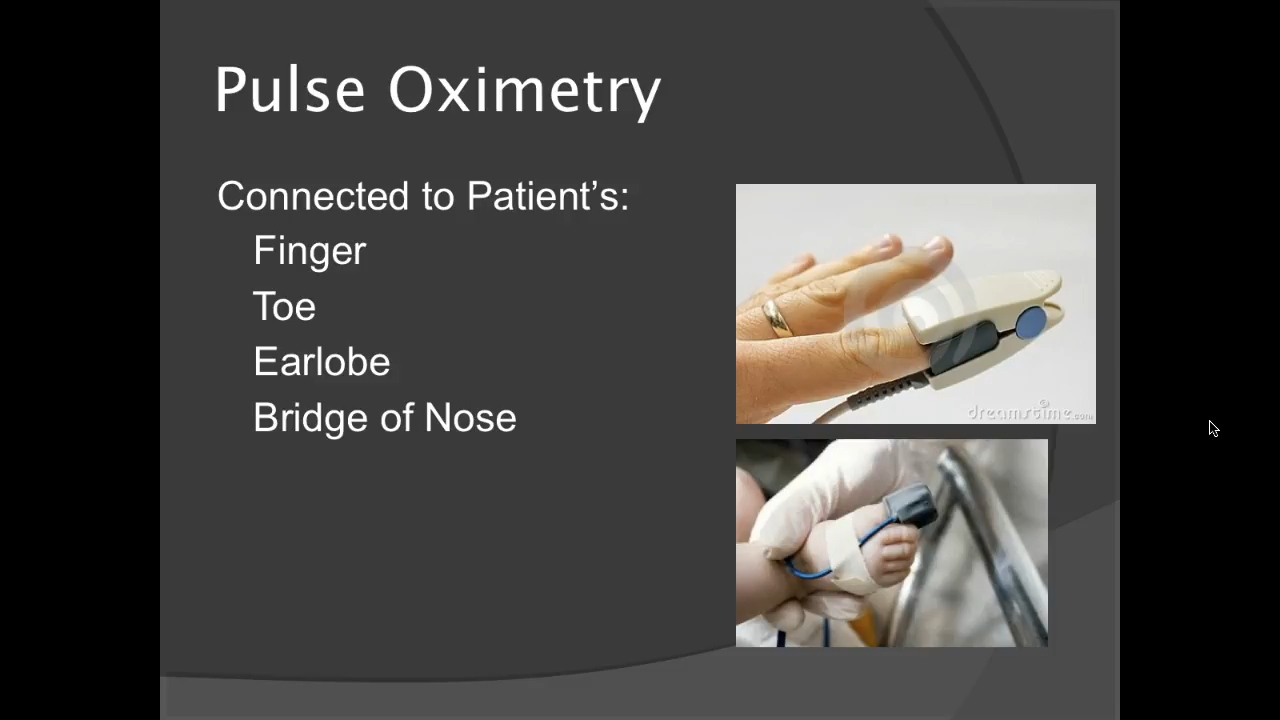 Pulse Oximetry
Connected to Patient’s:
Finger
Toe
Earlobe
Bridge of Nose
dreamstime.com